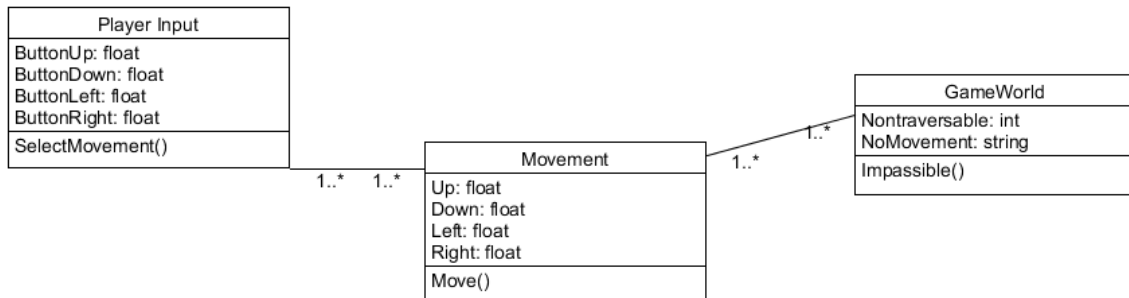 Player Input
ButtonUp: float
ButtonDown: float
ButtonLeft: float
ButtonRight: float
SelectMovement()
1..*
1..*
Movement
Up: float
Down: float
Left: float
Right: float
Move()
1..*
1..*
GameWorld
Nontraversable: int
NoMovement: string
Impassible()